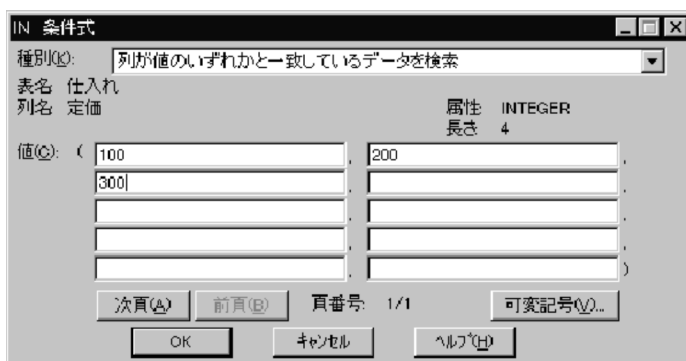 IN 条件式
種別(K): 列が値のいずれかと一致しているデータを検索
表名 仕入れ
列名 定価 属性 INTEGER
長さ 4
値(C): ( 100 , 200 ,
300 , ,
, ,
, ,
, )
次頁(A) 前頁(B) 頁番号: 1/1 可変記号(V)...
OK キャンセル ヘルプ(H)